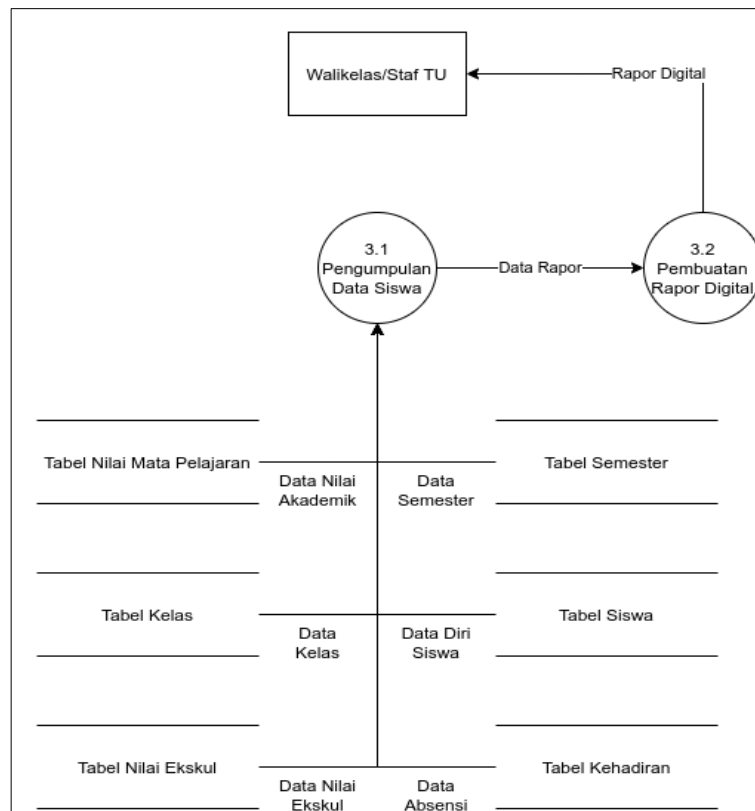 Walikelas/Staf TU
Rapor Digital
3.1
Pengumpulan
Data Siswa
Data Rapor
3.2
Pembuatan
Rapor Digital
Tabel Nilai Mata Pelajaran
Data Nilai
Akademik
Data
Semester
Tabel Semester
Tabel Kelas
Data
Kelas
Data Diri
Siswa
Tabel Siswa
Tabel Nilai Ekskul
Data Nilai
Ekskul
Data
Absensi
Tabel Kehadiran